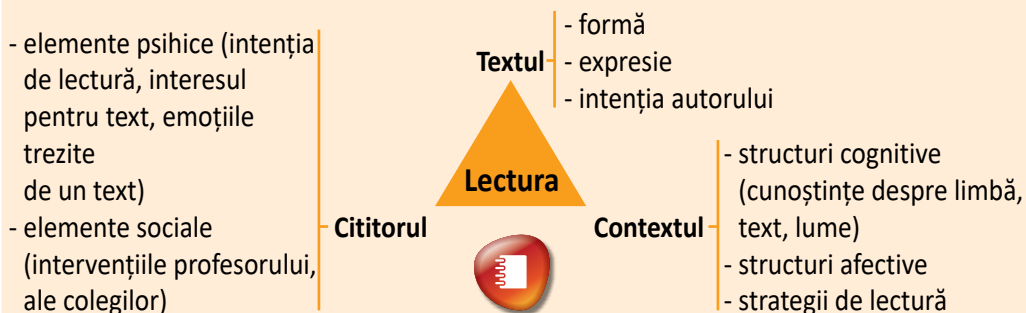 - elemente psihice (intenția
de lectură, interesul
pentru text, emoțiile
trezite
de un text)
- elemente sociale
(intervențiile profesorului,
ale colegilor)
Cititorul
Textul
- formă
- expresie
- intenția autorului
Lectura
Contextul
- structuri cognitive
(cunoștințe despre limbă,
text, lume)
- structuri afective
- strategii de lectură